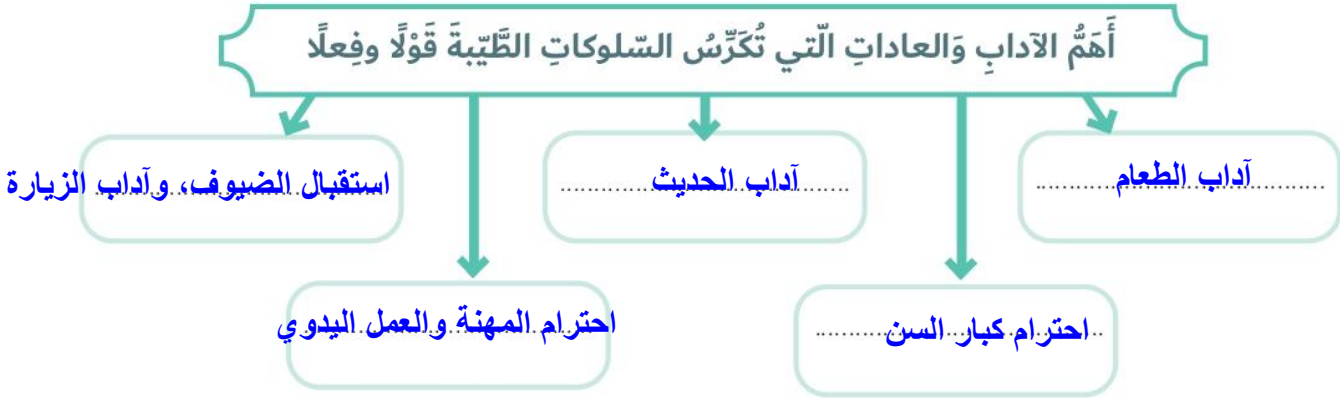 أَهَمُّ الآدابِ وَالعاداتِ الّتي تُكَرِّسُ السّلوكاتِ الطَّيّبةَ قَوْلًا وفِعلًا
آداب الطعام
آداب الحديث
استقبال الضيوف، وآداب الزيارة
احترام كبار السن
احترام المهنة والعمل اليدوي